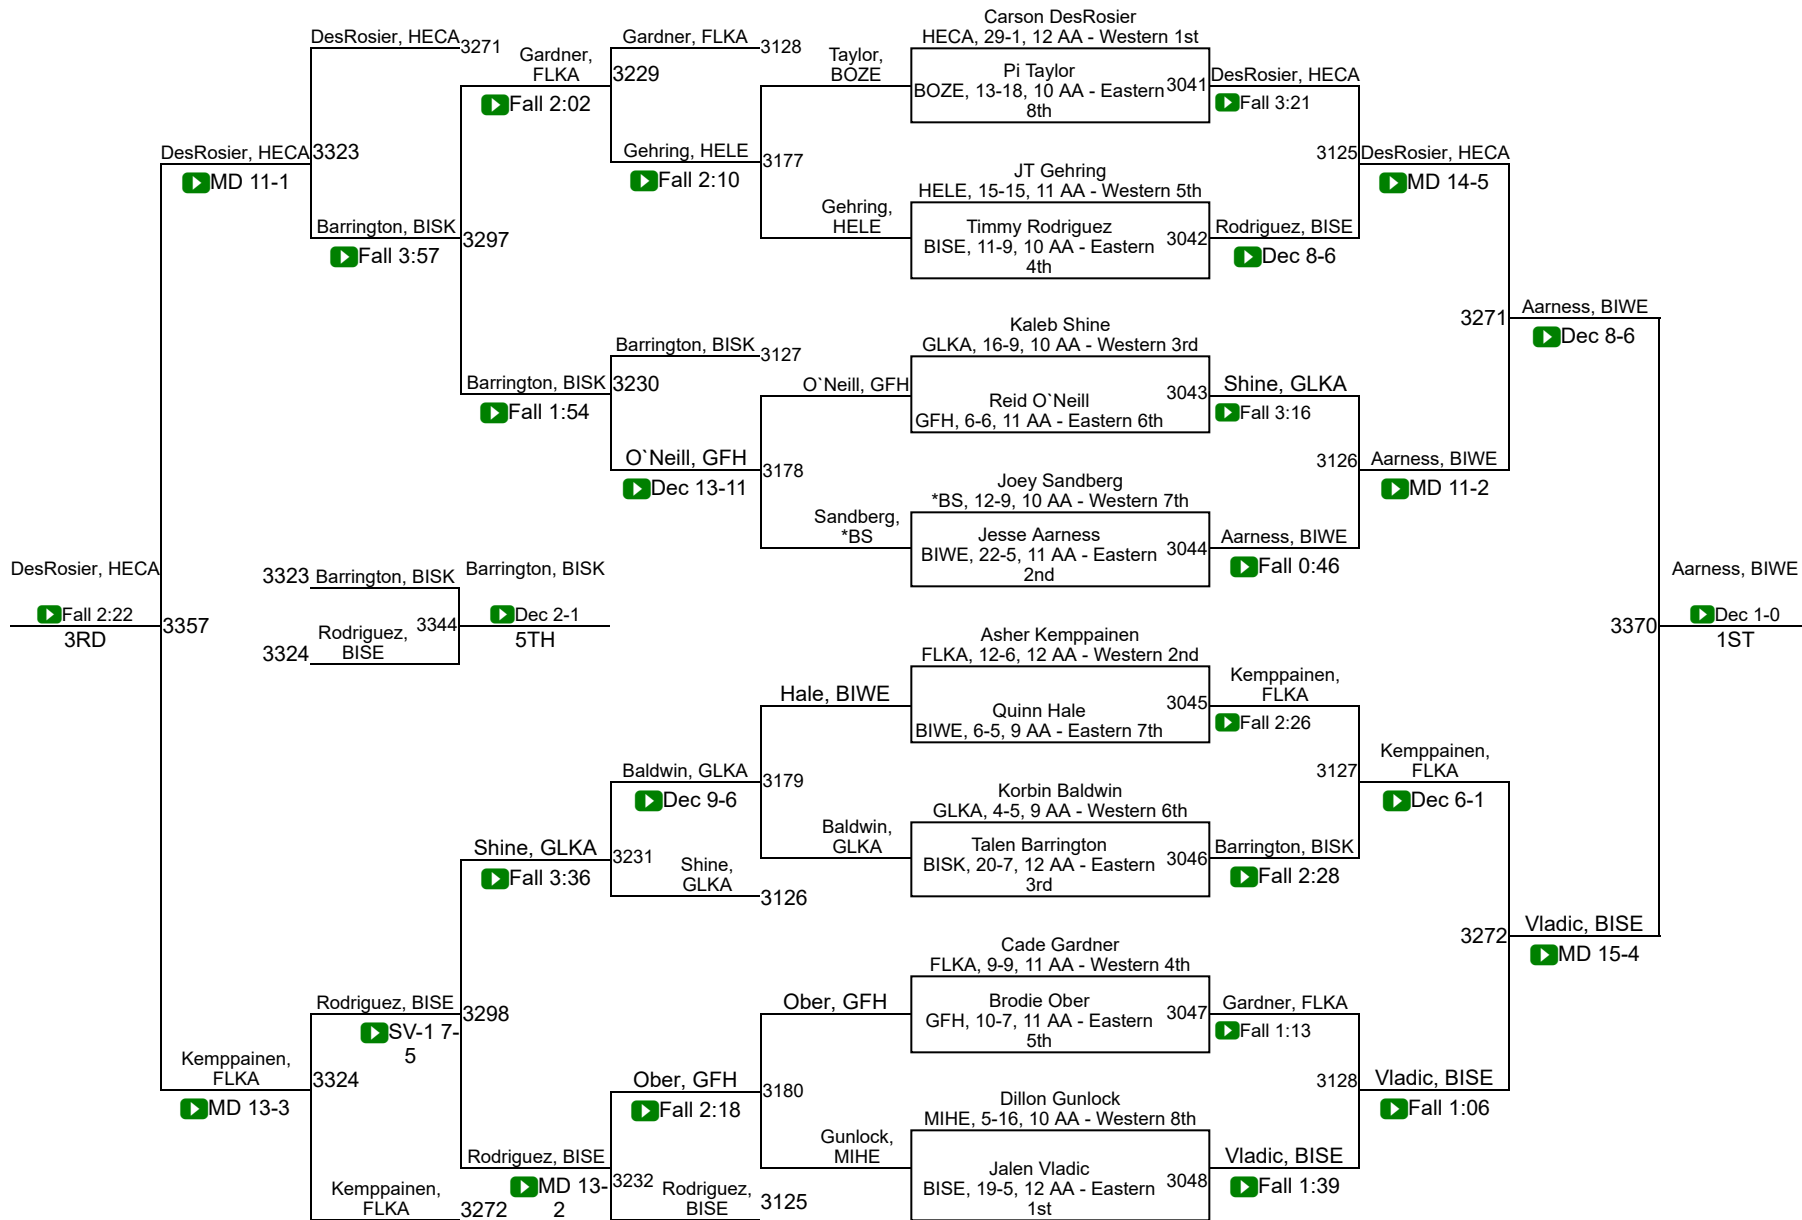 Carson DesRosier
HECA, 29-1, 12 AA - Western 1st
DesRosier, HECA
3271
Gardner,
FLKA
3229
Fall 2:02
Gardner, FLKA
3128
Taylor,
BOZE
Pi Taylor
BOZE, 13-18, 10 AA - Eastern
8th
3041
DesRosier, HECA
Fall 3:21
DesRosier, HECA
3323
MD 11-1
Gehring, HELE
3177
Fall 2:10
JT Gehring
HELE, 15-15, 11 AA - Western 5th
3125
DesRosier, HECA
MD 14-5
Barrington, BISK
3297
Fall 3:57
Gehring,
HELE
Timmy Rodriguez
BISE, 11-9, 10 AA - Eastern
4th
3042
Rodriguez, BISE
Dec 8-6
Kaleb Shine
GLKA, 16-9, 10 AA - Western 3rd
3271
Aarness, BIWE
Dec 8-6
Barrington, BISK
3127
Barrington, BISK
3230
Fall 1:54
O`Neill, GFH
Reid O`Neill
GFH, 6-6, 11 AA - Eastern 6th
3043
Shine, GLKA
Fall 3:16
O`Neill, GFH
3178
Dec 13-11
Joey Sandberg
*BS, 12-9, 10 AA - Western 7th
3126
Aarness, BIWE
MD 11-2
Sandberg,
*BS
Jesse Aarness
BIWE, 22-5, 11 AA - Eastern
2nd
3044
Aarness, BIWE
Fall 0:46
DesRosier, HECA
Fall 2:22
3RD
3357
3323
Barrington, BISK
Barrington, BISK
3344
Dec 2-1
5TH
3324
Rodriguez,
BISE
3370
Aarness, BIWE
Dec 1-0
1ST
Asher Kemppainen
FLKA, 12-6, 12 AA - Western 2nd
Hale, BIWE
Quinn Hale
BIWE, 6-5, 9 AA - Eastern 7th
3045
Kemppainen,
FLKA
Fall 2:26
Baldwin, GLKA
3179
Dec 9-6
Korbin Baldwin
GLKA, 4-5, 9 AA - Western 6th
3127
Kemppainen,
FLKA
Dec 6-1
Shine, GLKA
3231
Fall 3:36
Shine,
GLKA
3126
Baldwin,
GLKA
Talen Barrington
BISK, 20-7, 12 AA - Eastern
3rd
3046
Barrington, BISK
Fall 2:28
3272
Vladic, BISE
MD 15-4
Cade Gardner
FLKA, 9-9, 11 AA - Western 4th
Rodriguez, BISE
3298
SV-1 7-
5
Ober, GFH
Brodie Ober
GFH, 10-7, 11 AA - Eastern
5th
3047
Gardner, FLKA
Fall 1:13
Kemppainen,
FLKA
3324
MD 13-3
Ober, GFH
3180
Fall 2:18
Dillon Gunlock
MIHE, 5-16, 10 AA - Western 8th
3128
Vladic, BISE
Fall 1:06
Gunlock,
MIHE
Jalen Vladic
BISE, 19-5, 12 AA - Eastern
1st
3048
Vladic, BISE
Fall 1:39
Rodriguez, BISE
3232
MD 13-
2
Kemppainen,
FLKA
3272
Rodriguez,
BISE
3125